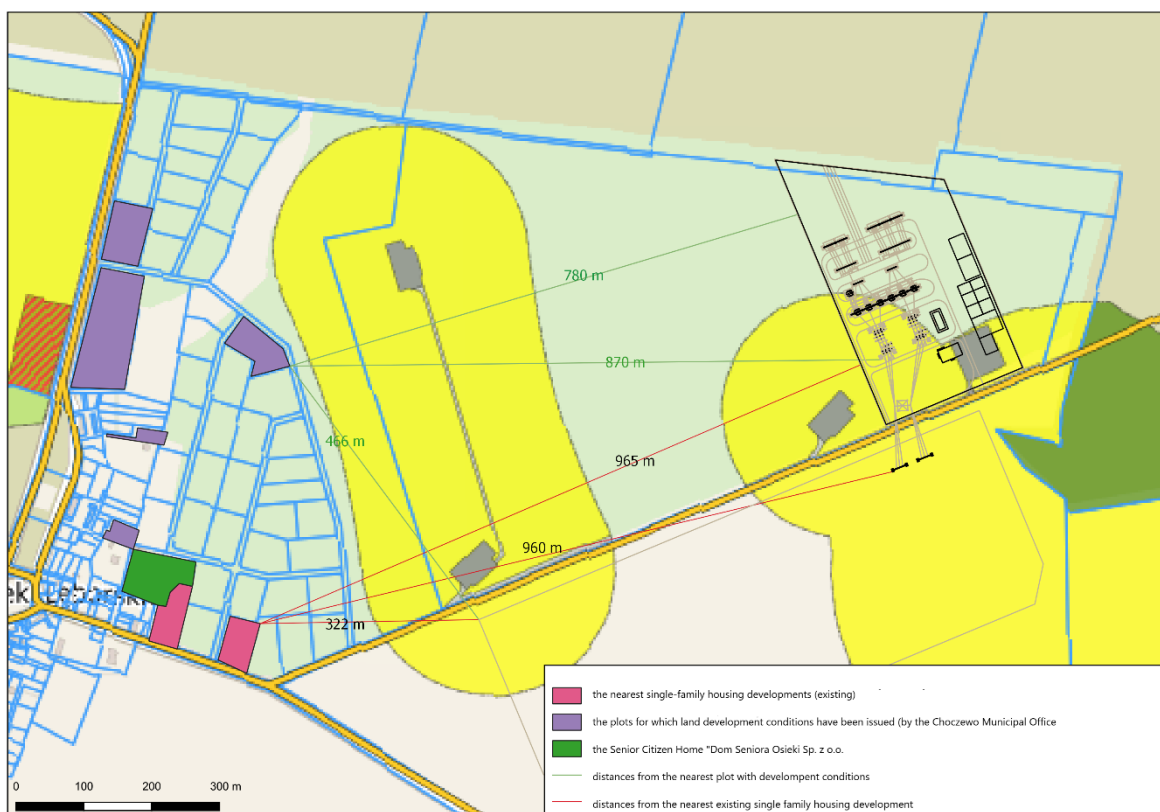 780 m
870 m
466 m
965 m
960 m
322 m
the nearest single-family housing developments (existing)
the plots for which land development conditions have been issued (by the Choczewo Municipal Office
the Senior Citizen Home "Dom Seniora Osieki Sp. z o.o.
distances from the nearest plot with developmpent conditions
distances from the nearest existing single family housing development
0 100 200 300 m